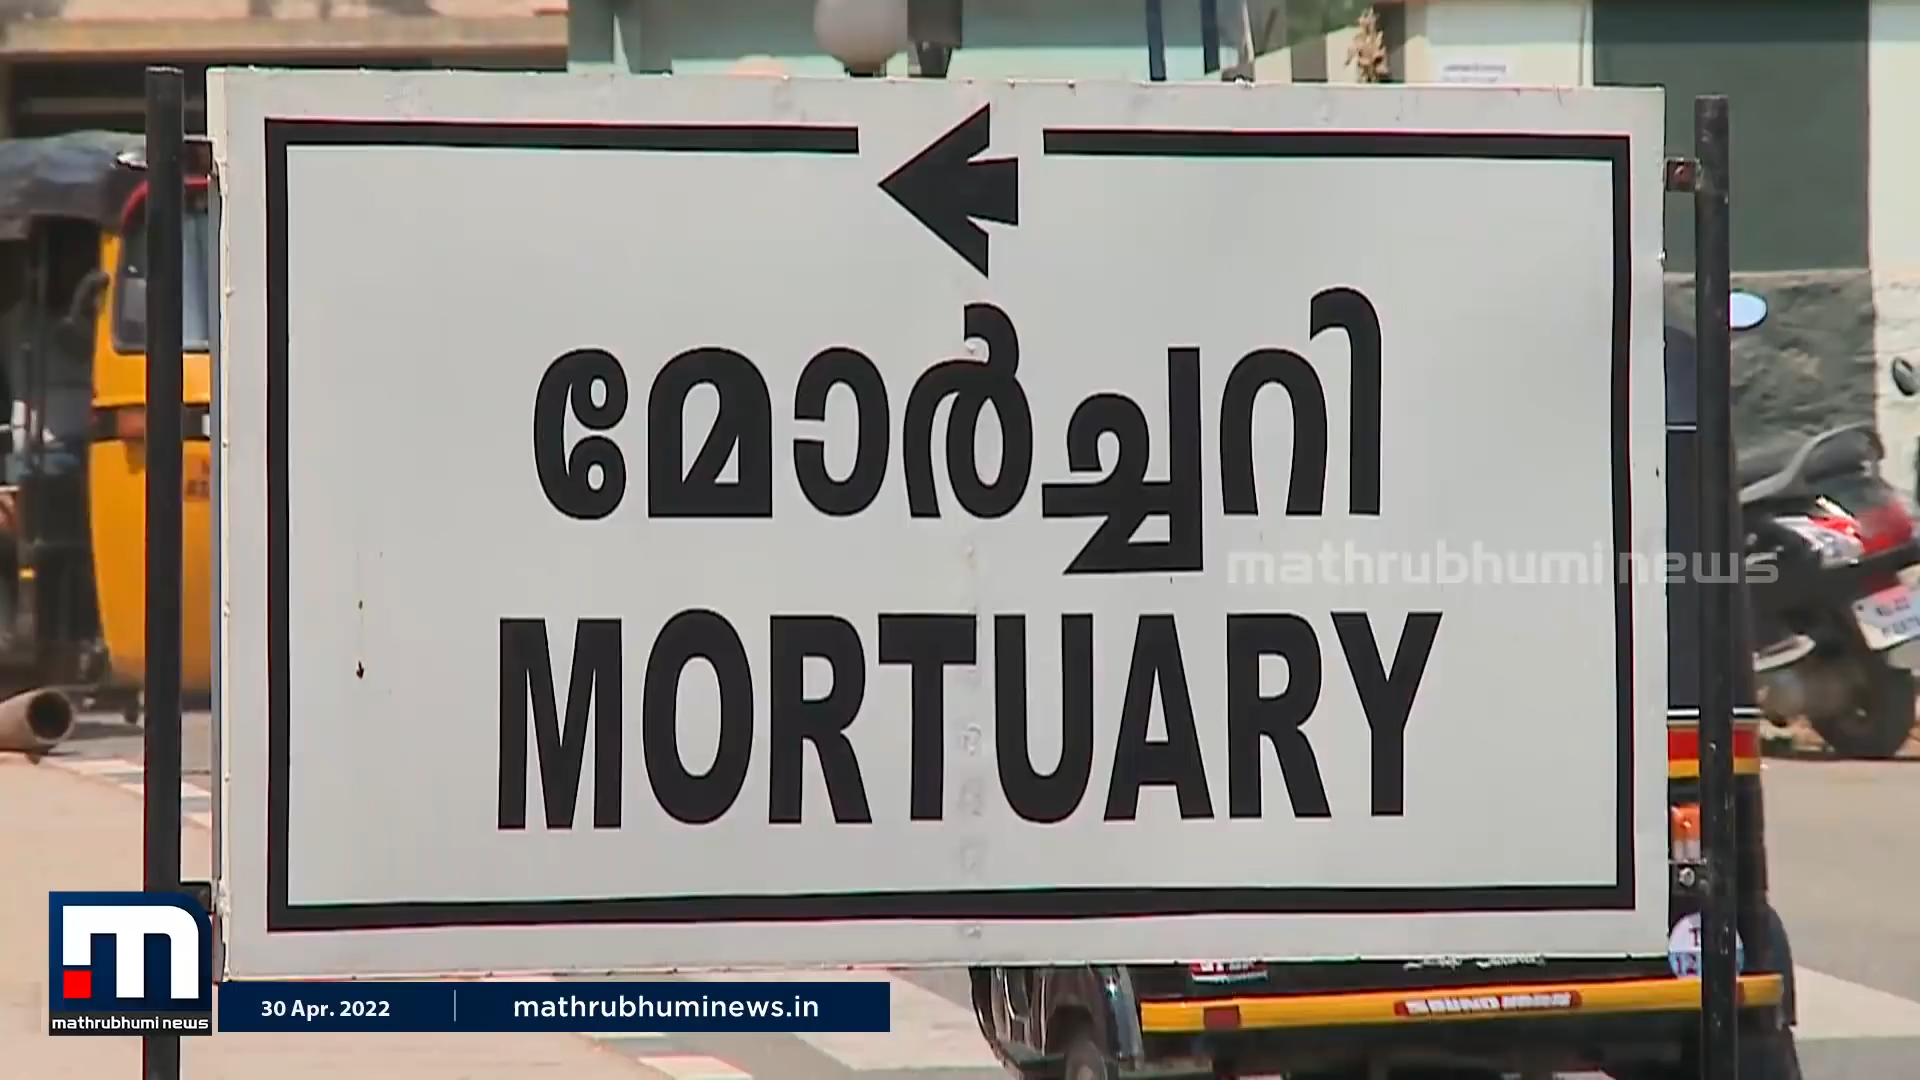 മോർച്ചറി
MORTUARY
mathrubhumi news
mathrubhumi news
30 Apr. 2022
mathrubhuminews.in